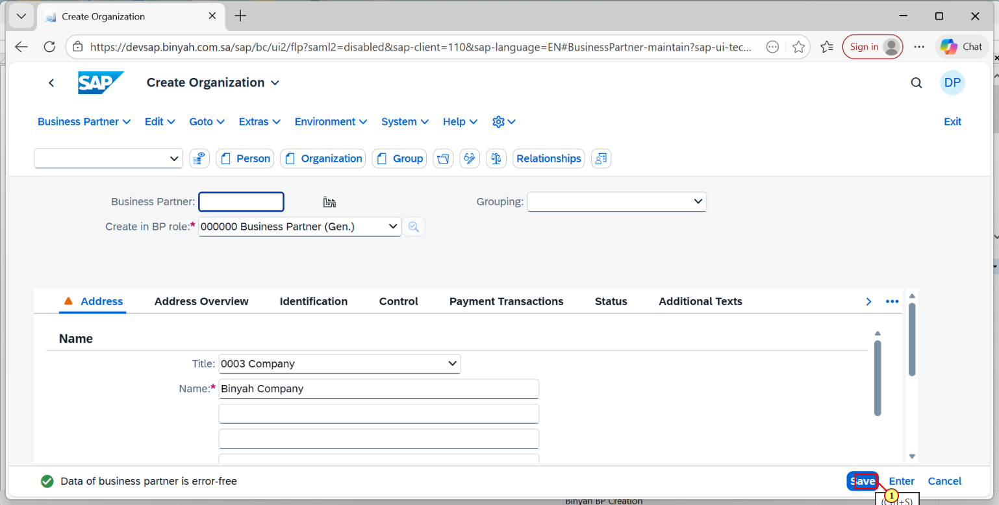 Create Organization
https://devsap.binyah.com.sa/sap/bc/ui2/flp?saml2=disabled&sap-client=110&sap-language=EN#BusinessPartner-maintain?sap-ui-tec...
Sign in
Chat
SAP
Create Organization
DP
Business Partner
Edit
Goto
Extras
Environment
System
Help
Exit
Person
Organization
Group
Relationships
Business Partner:
Grouping:
Create in BP role:* 000000 Business Partner (Gen.)
Address
Address Overview
Identification
Control
Payment Transactions
Status
Additional Texts
Name
Title: 0003 Company
Name:* Binyah Company
Data of business partner is error-free
Save
Enter
Cancel
1
Binyah BP Creation